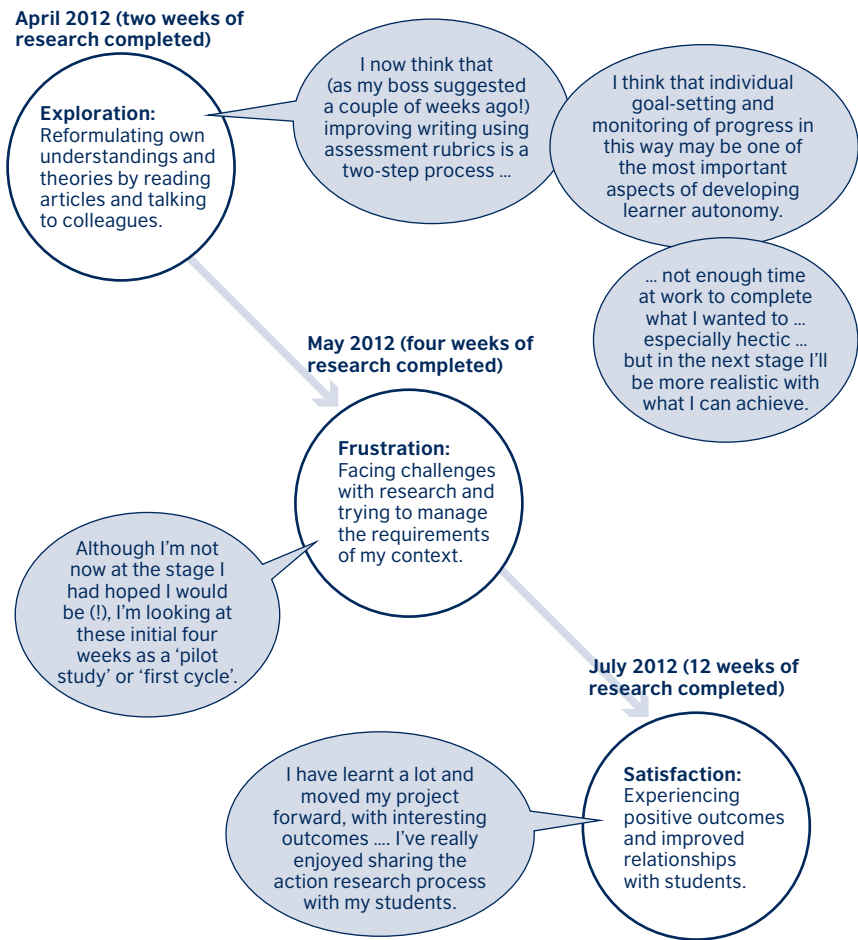 April 2012 (two weeks of
research completed)
Exploration:
Reformulating own
understandings and
theories by reading
articles and talking
to colleagues.
I now think that
(as my boss suggested
a couple of weeks ago!)
improving writing using
assessment rubrics is a
two-step process ...
I think that individual
goal-setting and
monitoring of progress in
this way may be one of
the most important
aspects of developing
learner autonomy.
... not enough time
at work to complete
what I wanted to ...
especially hectic ...
but in the next stage I'll
be more realistic with
what I can achieve.
May 2012 (four weeks of
research completed)
Frustration:
Facing challenges
with research and
trying to manage
the requirements
of my context.
Although I'm not
now at the stage I
had hoped I would
be (!), I'm looking at
these initial four
weeks as a 'pilot
study' or 'first cycle'.
July 2012 (12 weeks of
research completed)
Satisfaction:
Experiencing
positive outcomes
and improved
relationships
with students.
I have learnt a lot and
moved my project
forward, with interesting
outcomes .... I've really
enjoyed sharing the
action research process
with my students.